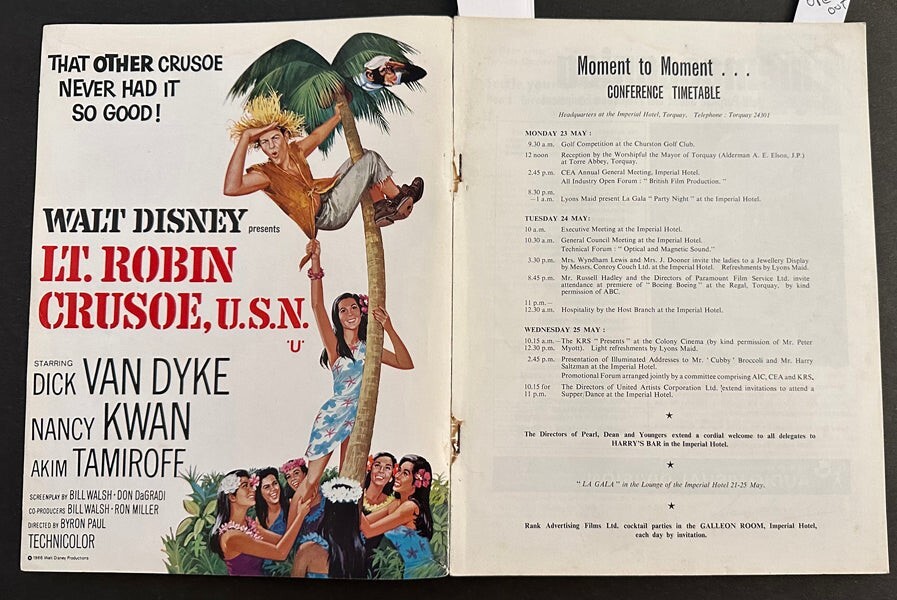 out
THAT OTHER CRUSOE
NEVER HAD IT
SO GOOD!
WALT DISNEY
presents
LT. ROBIN
CRUSOE, U.S.N.
'U'
STARRING
DICK VAN DYKE
NANCY KWAN
AKIM TAMIROFF
SCREENPLAY BY BILL WALSH · DON DaGRADI
CO-PRODUCERS BILL WALSH · RON MILLER
DIRECTED BY BYRON PAUL
TECHNICOLOR
© 1966 Walt Disney Productions
Moment to Moment . . .
CONFERENCE TIMETABLE
Headquarters at the Imperial Hotel, Torquay. Telephone : Torquay 24301
MONDAY 23 MAY :
9.30 a.m. Golf Competition at the Churston Golf Club.
12 noon Reception by the Worshipful the Mayor of Torquay (Alderman A. E. Elson, J.P.)
at Torre Abbey, Torquay.
2.45 p.m. CEA Annual General Meeting, Imperial Hotel.
All Industry Open Forum : " British Film Production. "
8.30 p.m.
—1 a.m. Lyons Maid present La Gala " Party Night " at the Imperial Hotel.
TUESDAY 24 MAY:
10 a.m. Executive Meeting at the Imperial Hotel.
10.30 a.m. General Council Meeting at the Imperial Hotel.
Technical Forum : " Optical and Magnetic Sound."
3.30 p.m. Mrs. Wyndham Lewis and Mrs. J. Dooner invite the ladies to a Jewellery Display
by Messrs. Conroy Couch Ltd. at the Imperial Hotel. Refreshments by Lyons Maid.
8.45 p.m. Mr. Russell Hadley and the Directors of Paramount Film Service Ltd. invite
attendance at premiere of " Boeing Boeing " at the Regal, Torquay, by kind
permission of ABC.
11 p.m.—
12.30 a.m. Hospitality by the Host Branch at the Imperial Hotel.
WEDNESDAY 25 MAY :
10.15 a.m.— The KRS " Presents " at the Colony Cinema (by kind permission of Mr. Peter
12.30 p.m. Myott). Light refreshments by Lyons Maid.
2.45 p.m. Presentation of Illuminated Addresses to Mr. ' Cubby ' Broccoli and Mr. Harry
Saltzman at the Imperial Hotel.
Promotional Forum arranged jointly by a committee comprising AIC, CEA and KRS.
10.15 for The Directors of United Artists Corporation Ltd. extend invitations to attend a
11 p.m. Supper/Dance at the Imperial Hotel.
The Directors of Pearl, Dean and Youngers extend a cordial welcome to all delegates to
HARRY'S BAR in the Imperial Hotel.
" LA GALA " in the Lounge of the Imperial Hotel 21-25 May.
Rank Advertising Films Ltd. cocktail parties in the GALLEON ROOM, Imperial Hotel,
each day by invitation.